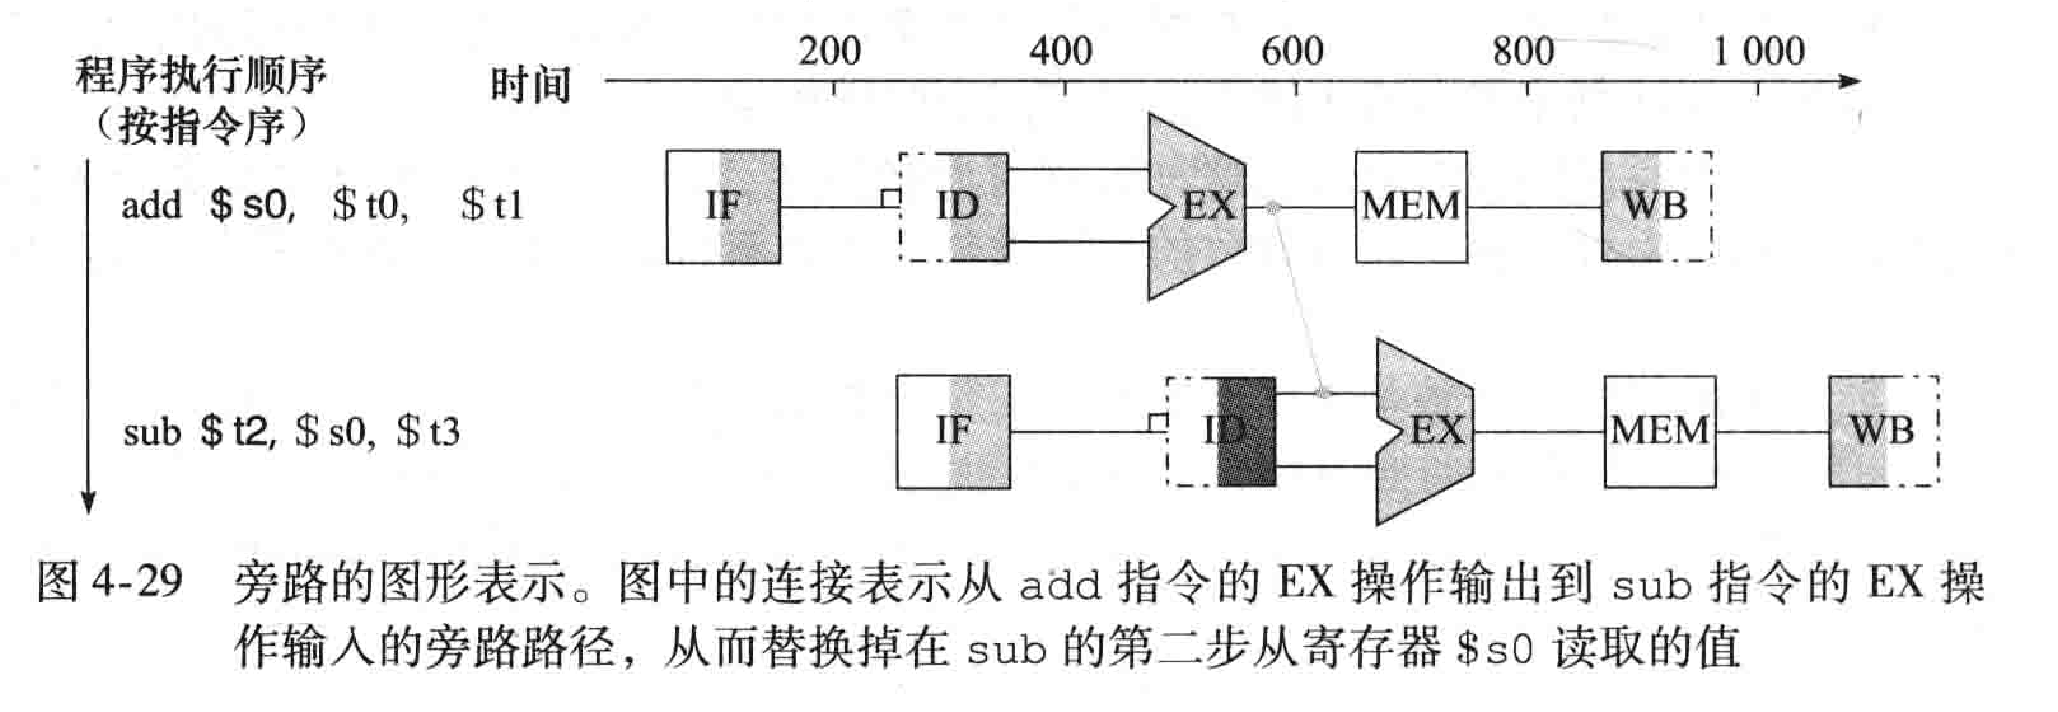 200 400 600 800 1 000
程序执行顺序 时间
（按指令序）
add $s0, $t0, $t1 IF ID EX MEM WB
sub $t2, $s0, $t3 IF ID EX MEM WB
图 4-29 旁路的图形表示。图中的连接表示从 add 指令的 EX 操作输出到 sub 指令的 EX 操
作输入的旁路路径，从而替换掉在 sub 的第二步从寄存器 $s0 读取的值